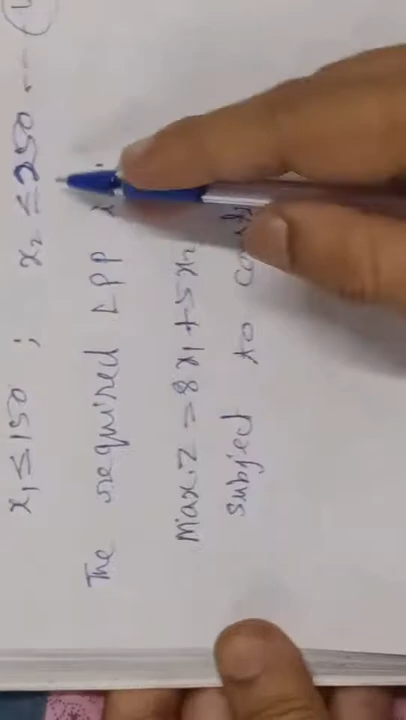 x₁ ≤ 150 ; x₂ ≤ 250 --
The required LPP
Max.Z = 8x₁ + 5x₂
subject to